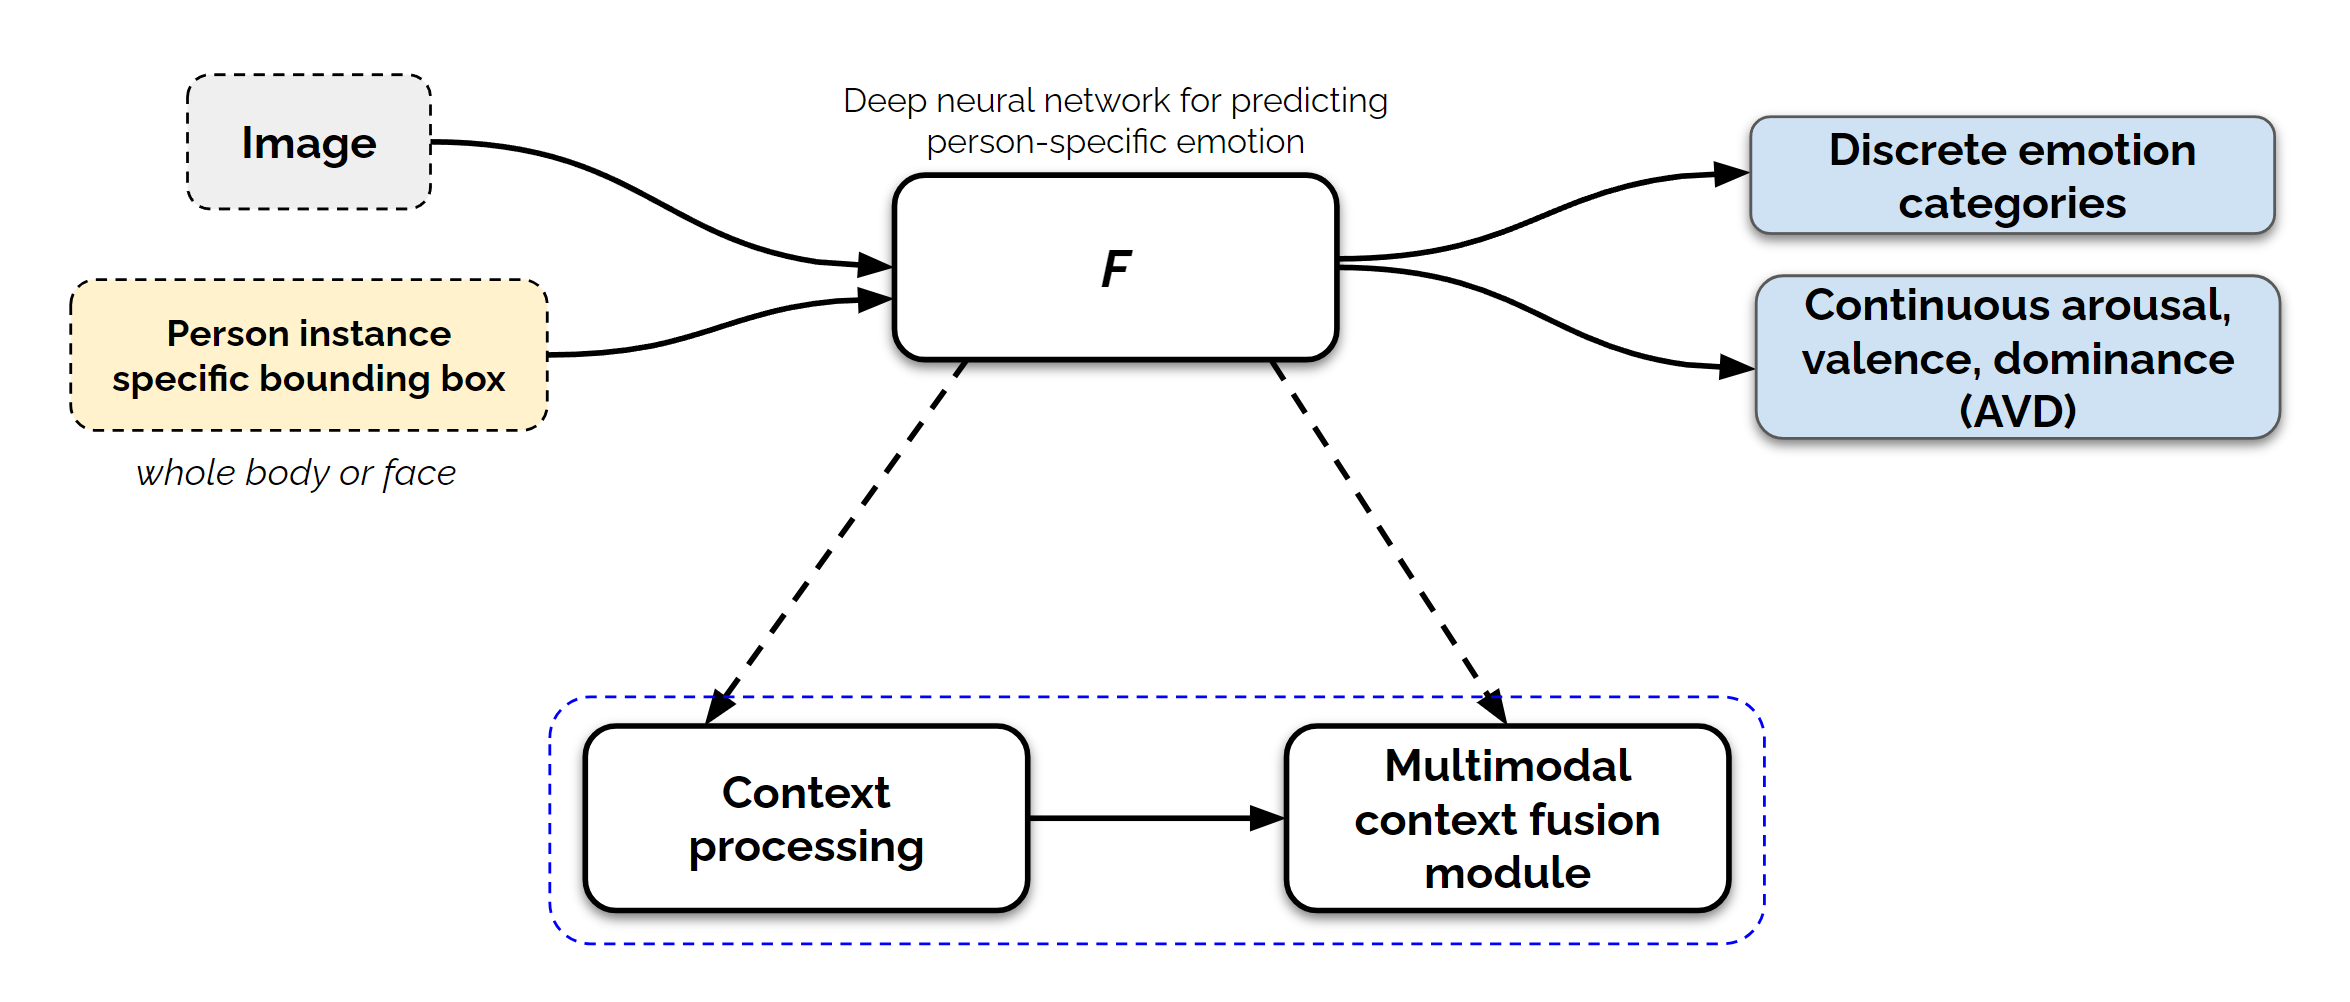 Image
Person instance
specific bounding box
whole body or face
Deep neural network for predicting
person-specific emotion
F
Discrete emotion
categories
Continuous arousal,
valence, dominance
(AVD)
Context
processing
Multimodal
context fusion
module